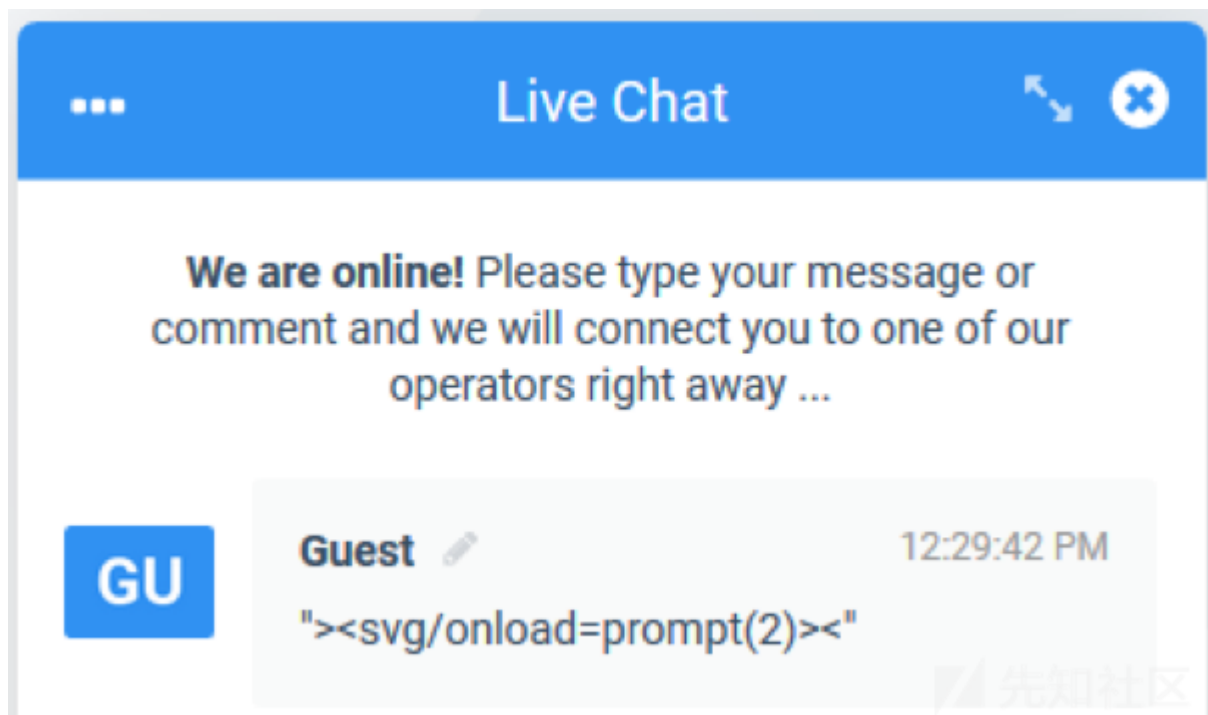 Live Chat
We are online! Please type your message or
comment and we will connect you to one of our
operators right away ...
GU
Guest
12:29:42 PM
"><svg/onload=prompt(2)><"
先知社区